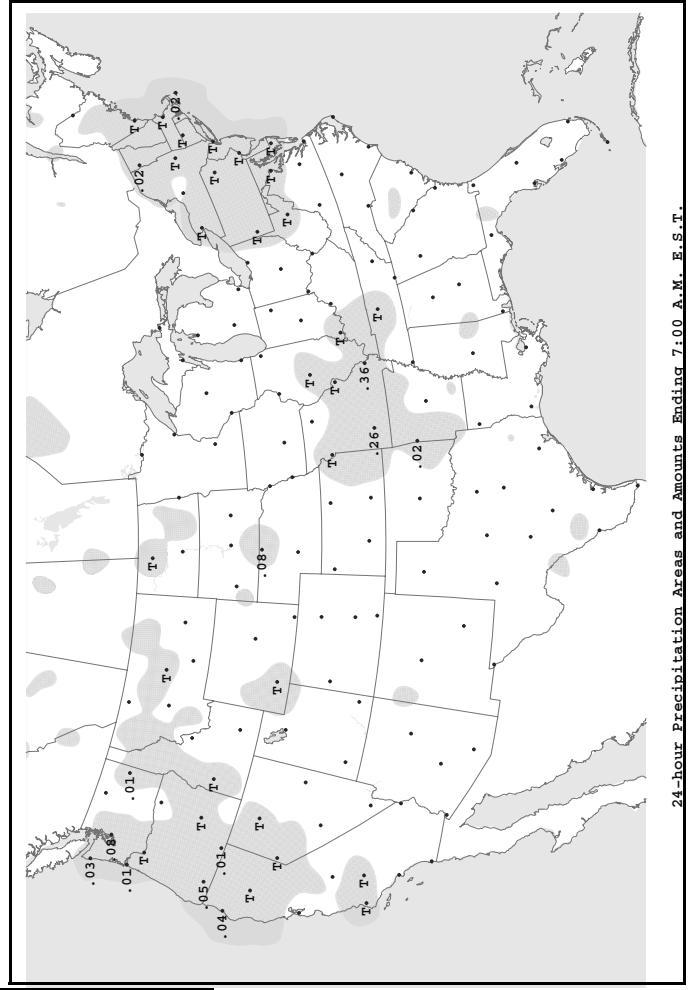 .03
.08
.01
.01
T
.02
T
T
T
T
.02
T
T
T
T
.05
T
T
T
.01
.04
T
T
T
T
.08
T
T
T
T
T
T
T
T
T
T
.36
T
.26
T
.02
24-hour Precipitation Areas and Amounts Ending 7:00 A.M. E.S.T.